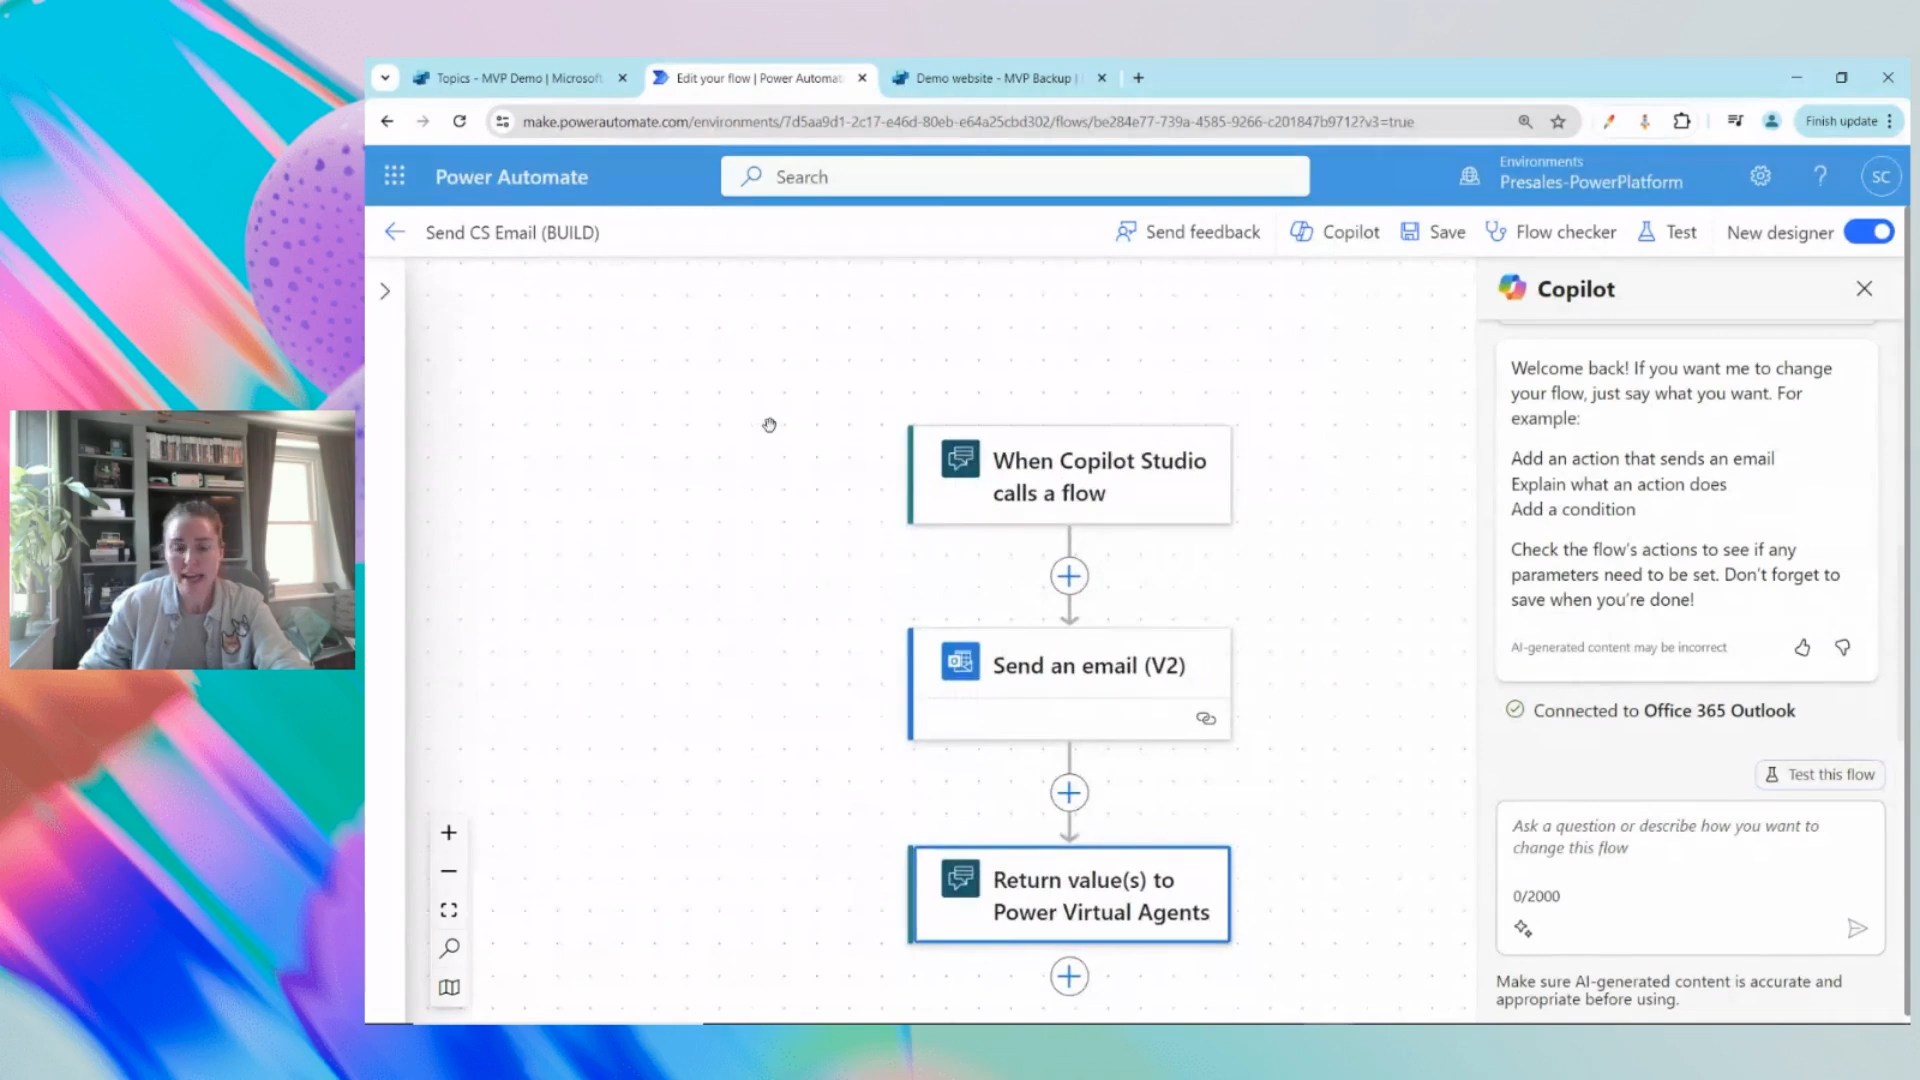 Topics - MVP Demo | Microsoft
Edit your flow | Power Automat
Demo website - MVP Backup |
make.powerautomate.com/environments/7d5aa9d1-2c17-e46d-80eb-e64a25cbd302/flows/be284e77-739a-4585-9266-c201847b9712?v3=true
Finish update
Power Automate
Search
Environments
Presales-PowerPlatform
SC
Send CS Email (BUILD)
Send feedback
Copilot
Save
Flow checker
Test
New designer
When Copilot Studio
calls a flow
Send an email (V2)
Return value(s) to
Power Virtual Agents
Copilot
Welcome back! If you want me to change
your flow, just say what you want. For
example:
Add an action that sends an email
Explain what an action does
Add a condition
Check the flow's actions to see if any
parameters need to be set. Don't forget to
save when you're done!
AI-generated content may be incorrect
Connected to Office 365 Outlook
Test this flow
Ask a question or describe how you want to
change this flow
0/2000
Make sure AI-generated content is accurate and
appropriate before using.